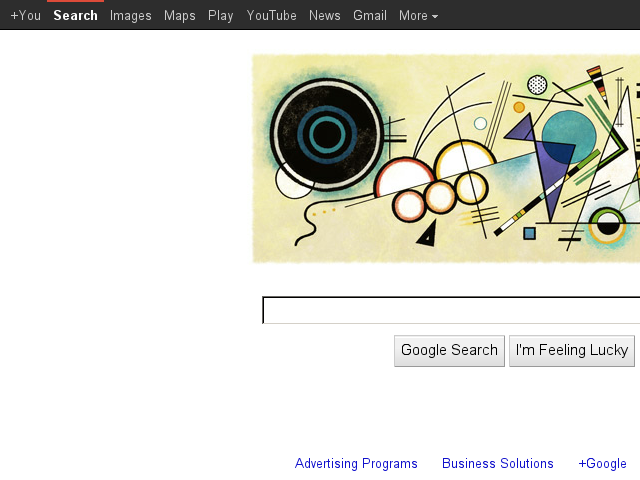 +You Search Images Maps Play YouTube News Gmail More
Google Search I'm Feeling Lucky
Advertising Programs Business Solutions +Google